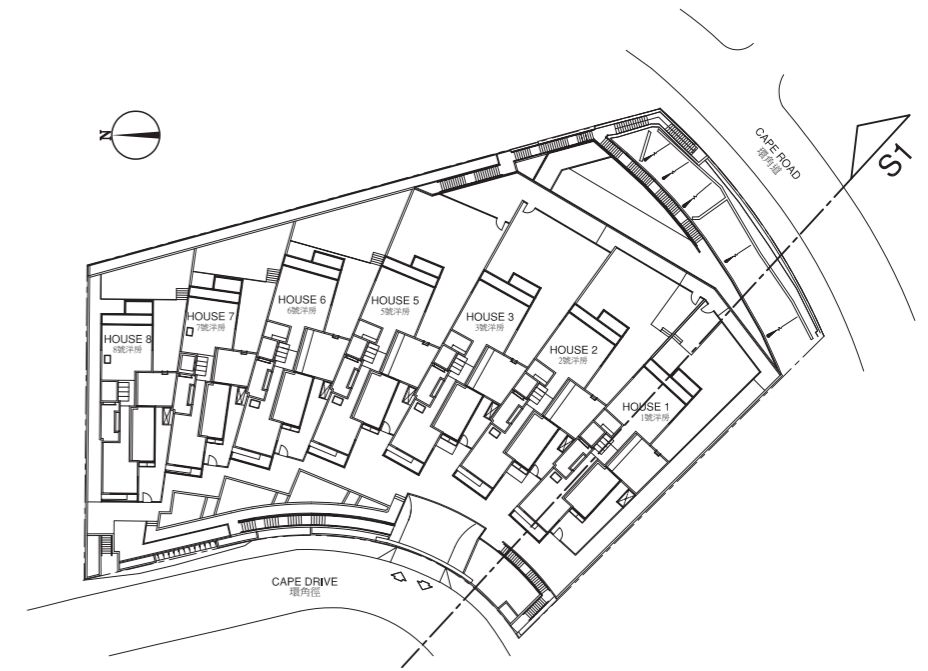 N
CAPE ROAD
環角道
S1
HOUSE 6
6號洋房
HOUSE 5
5號洋房
HOUSE 7
7號洋房
HOUSE 3
3號洋房
HOUSE 8
8號洋房
HOUSE 2
2號洋房
HOUSE 1
1號洋房
CAPE DRIVE
環角徑